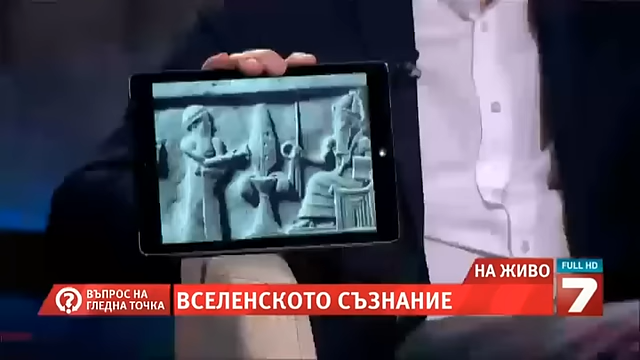 НА ЖИВО
FULL HD
7
ВЪПРОС НА
ГЛЕДНА ТОЧКА
ВСЕЛЕНСКОТО СЪЗНАНИЕ